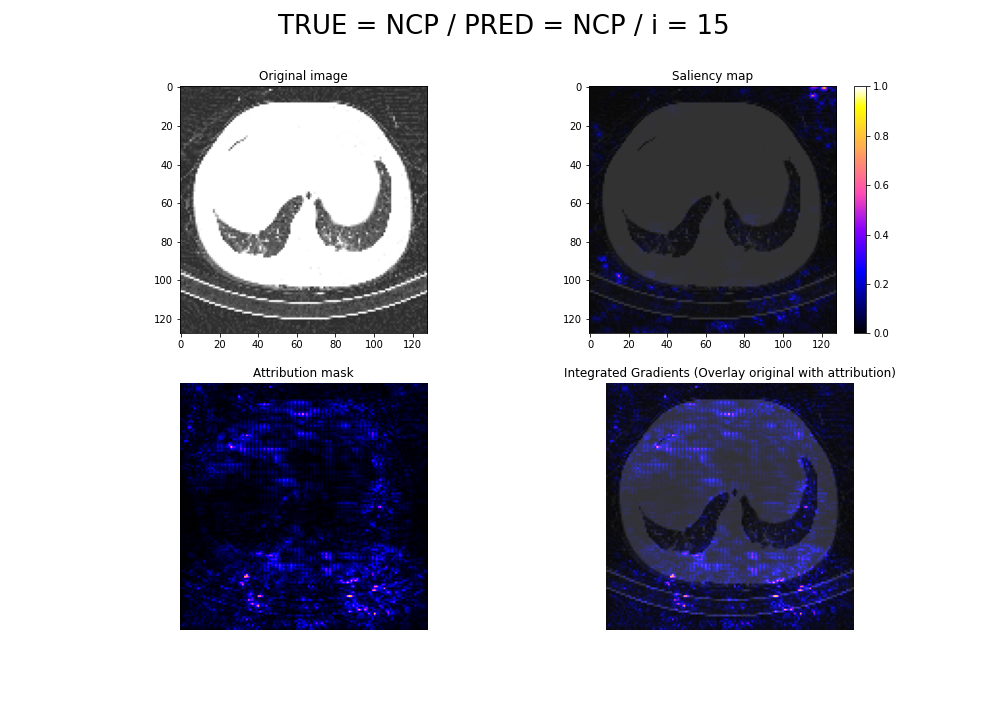 TRUE = NCP / PRED = NCP / i = 15
Original image
Saliency map
0
20
40
60
80
100
120
0 20 40 60 80 100 120
0
20
40
60
80
100
120
0 20 40 60 80 100 120
1.0
0.8
0.6
0.4
0.2
0.0
Attribution mask
Integrated Gradients (Overlay original with attribution)